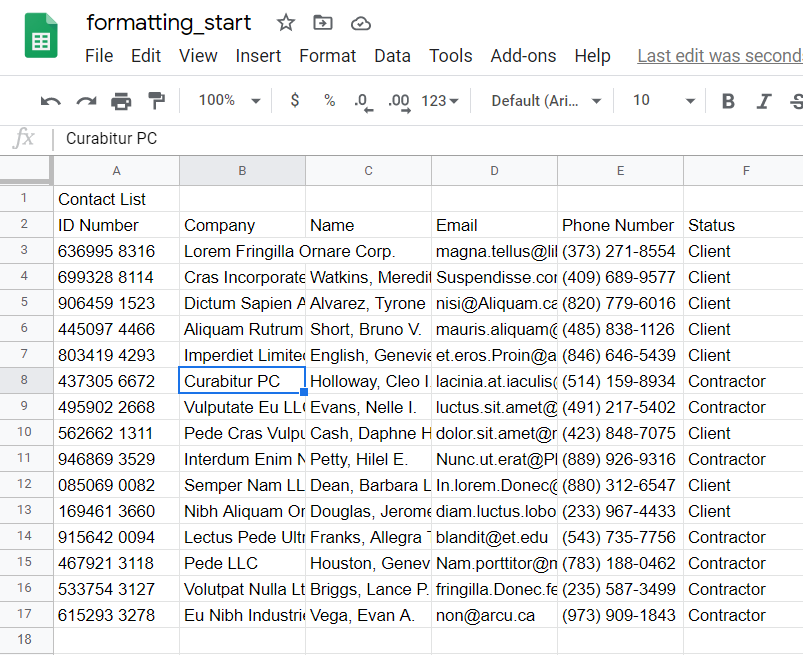 formatting_start
File Edit View Insert Format Data Tools Add-ons Help Last edit was
100% $ % .0 .00 123 Default (Ari... 10 B I S
fx Curabitur PC
A B C D E F
1 Contact List
2 ID Number Company Name Email Phone Number Status
3 636995 8316 Lorem Fringilla Ornare Corp. magna.tellus@lil (373) 271-8554 Client
4 699328 8114 Cras Incorporate Watkins, Meredit Suspendisse.co (409) 689-9577 Client
5 906459 1523 Dictum Sapien A Alvarez, Tyrone nisi@Aliquam.ca (820) 779-6016 Client
6 445097 4466 Aliquam Rutrum Short, Bruno V. mauris.aliquam@ (485) 838-1126 Client
7 803419 4293 Imperdiet Limite English, Genevie et.eros.Proin@a (846) 646-5439 Client
8 437305 6672 Curabitur PC Holloway, Cleo I. lacinia.at.iaculis (514) 159-8934 Contractor
9 495902 2668 Vulputate Eu LL Evans, Nelle I. luctus.sit.amet@ (491) 217-5402 Contractor
10 562662 1311 Pede Cras Vulpu Cash, Daphne H dolor.sit.amet@ (423) 848-7075 Client
11 946869 3529 Interdum Enim N Petty, Hilel E. Nunc.ut.erat@Pl (889) 926-9316 Contractor
12 085069 0082 Semper Nam LL Dean, Barbara L In.lorem.Donec@ (880) 312-6547 Client
13 169461 3660 Nibh Aliquam Or Douglas, Jerome diam.luctus.lobo (233) 967-4433 Client
14 915642 0094 Lectus Pede Ult Franks, Allegra blandit@et.edu (543) 735-7756 Contractor
15 467921 3118 Pede LLC Houston, Genev Nam.porttitor@ (783) 188-0462 Contractor
16 533754 3127 Volutpat Nulla Lt Briggs, Lance P. fringilla.Donec.fe (235) 587-3499 Contractor
17 615293 3278 Eu Nibh Industri Vega, Evan A. non@arcu.ca (973) 909-1843 Contractor
18